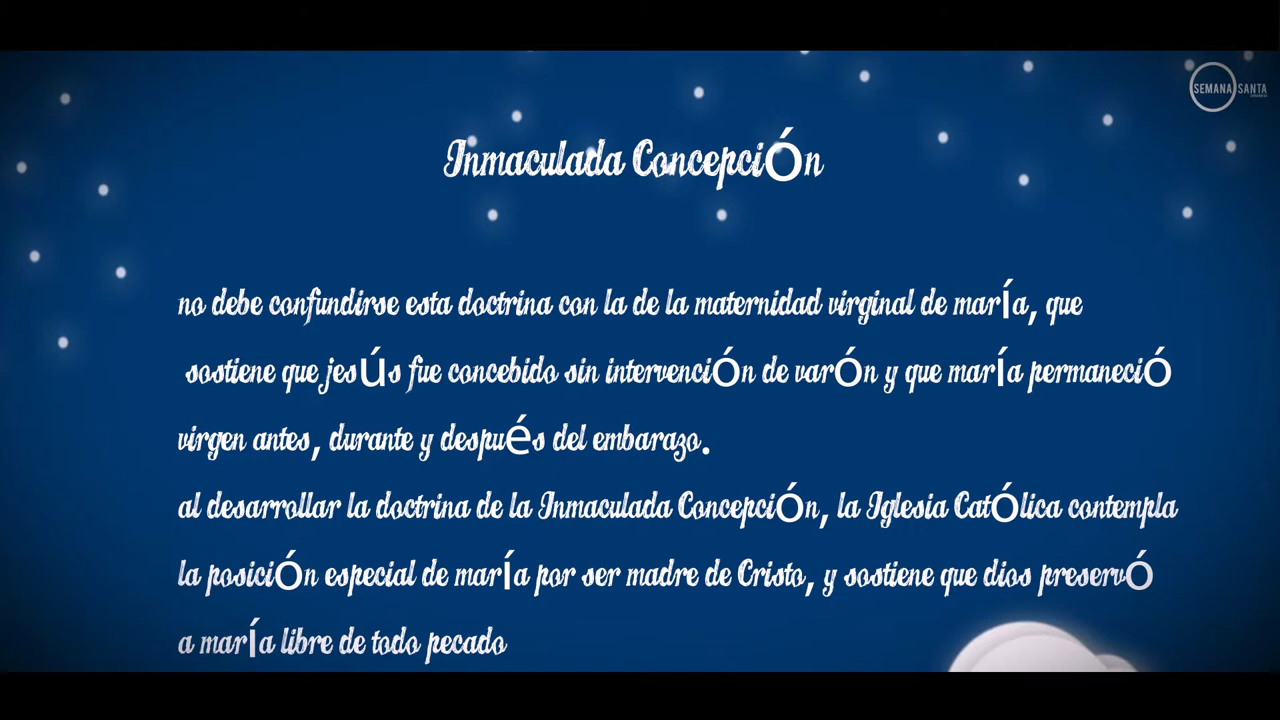 SEMANA SANTA
Inmaculada Concepción
no debe confundirse esta doctrina con la de la maternidad virginal de maría, que
sostiene que jesús fue concebido sin intervención de varón y que maría permaneció
virgen antes, durante y después del embarazo.
al desarrollar la doctrina de la Inmaculada Concepción, la Iglesia Católica contempla
la posición especial de maría por ser madre de Cristo, y sostiene que dios preservó
a maría libre de todo pecado